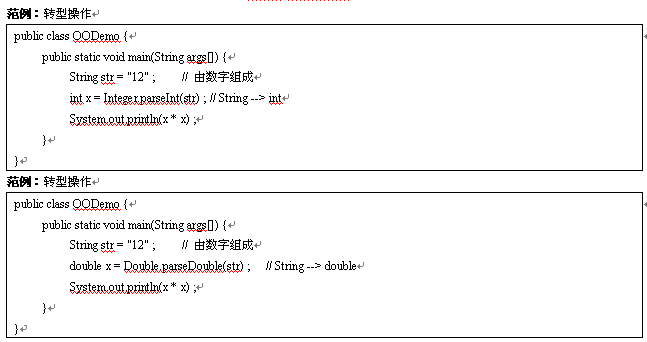 范例：转型操作
public class OODemo {
public static void main(String args[]) {
String str = "12" ; // 由数字组成
int x = Integer.parseInt(str) ; // String --> int
System.out.println(x * x) ;
}
}
范例：转型操作
public class OODemo {
public static void main(String args[]) {
String str = "12" ; // 由数字组成
double x = Double.parseDouble(str) ; // String --> double
System.out.println(x * x) ;
}
}